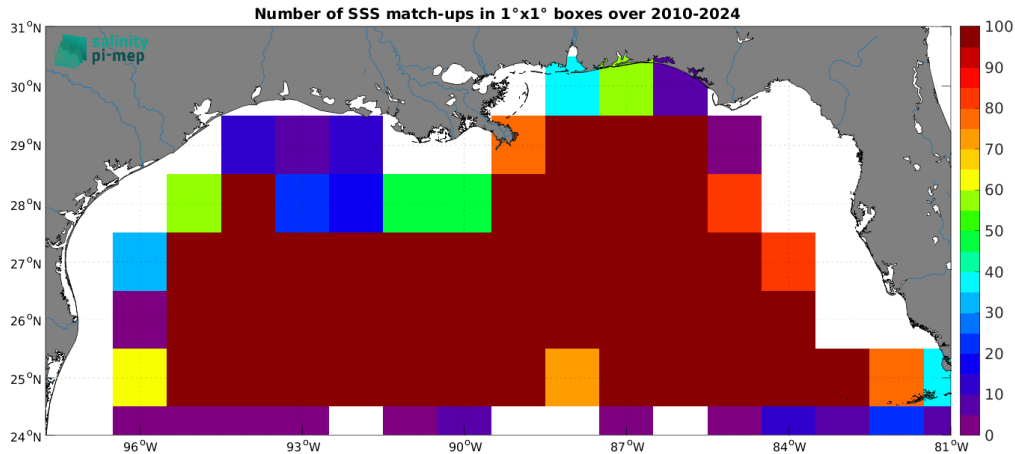 Number of SSS match-ups in 1°x1° boxes over 2010-2024
salinity
pi-mep
31°N
30°N
29°N
28°N
27°N
26°N
25°N
24°N
96°W
93°W
90°W
87°W
84°W
81°W
100
90
80
70
60
50
40
30
20
10
0